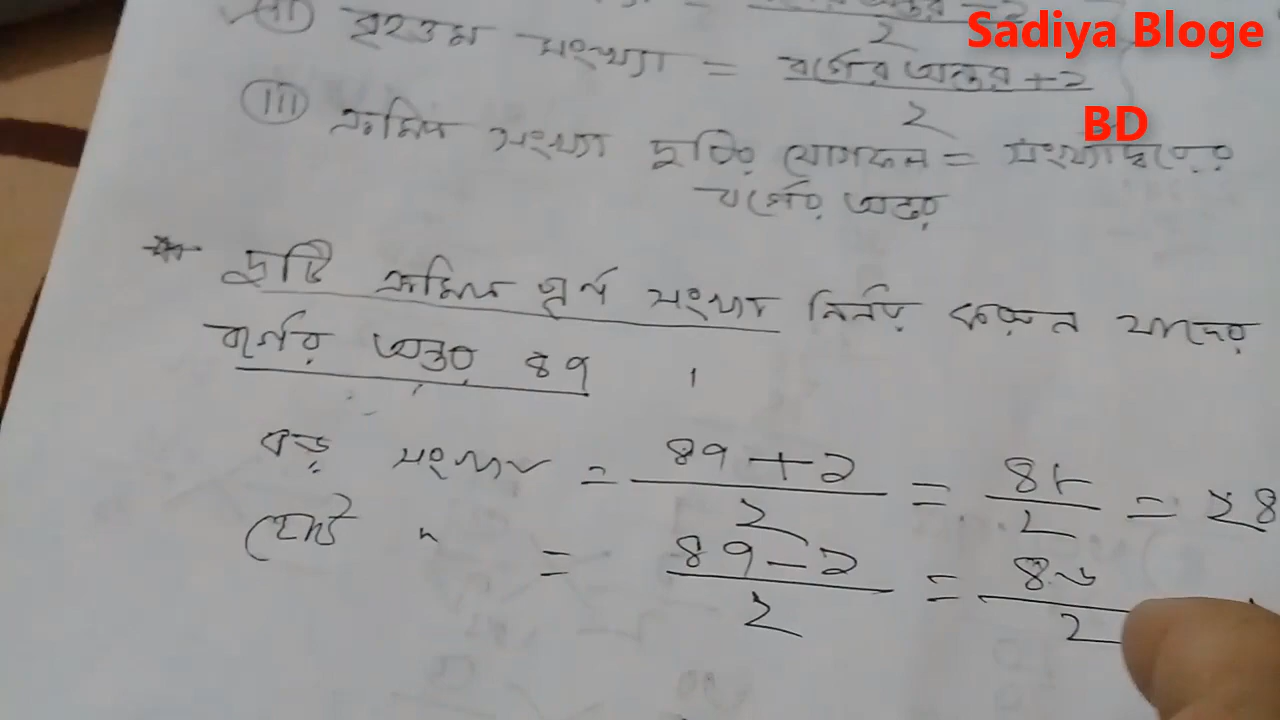 Sadiya Bloge
BD
বৃহত্তম সংখ্যা = বর্গের অন্তর + ১
২
(III) ক্রমিক সংখ্যা দুটির যোগফল = সংখ্যাদ্বয়ের
বর্গের অন্তর
* দুটি ক্রমিক পূর্ণ সংখ্যা নির্নয় করুন যাদের
বর্গের অন্তর ৪৭ ।
বড় সংখ্যা = ৪৭ + ১ / ২ = ৪৮ / ২ = ২৪
ছোট " = ৪৭ - ১ / ২ = ৪৬ / ২